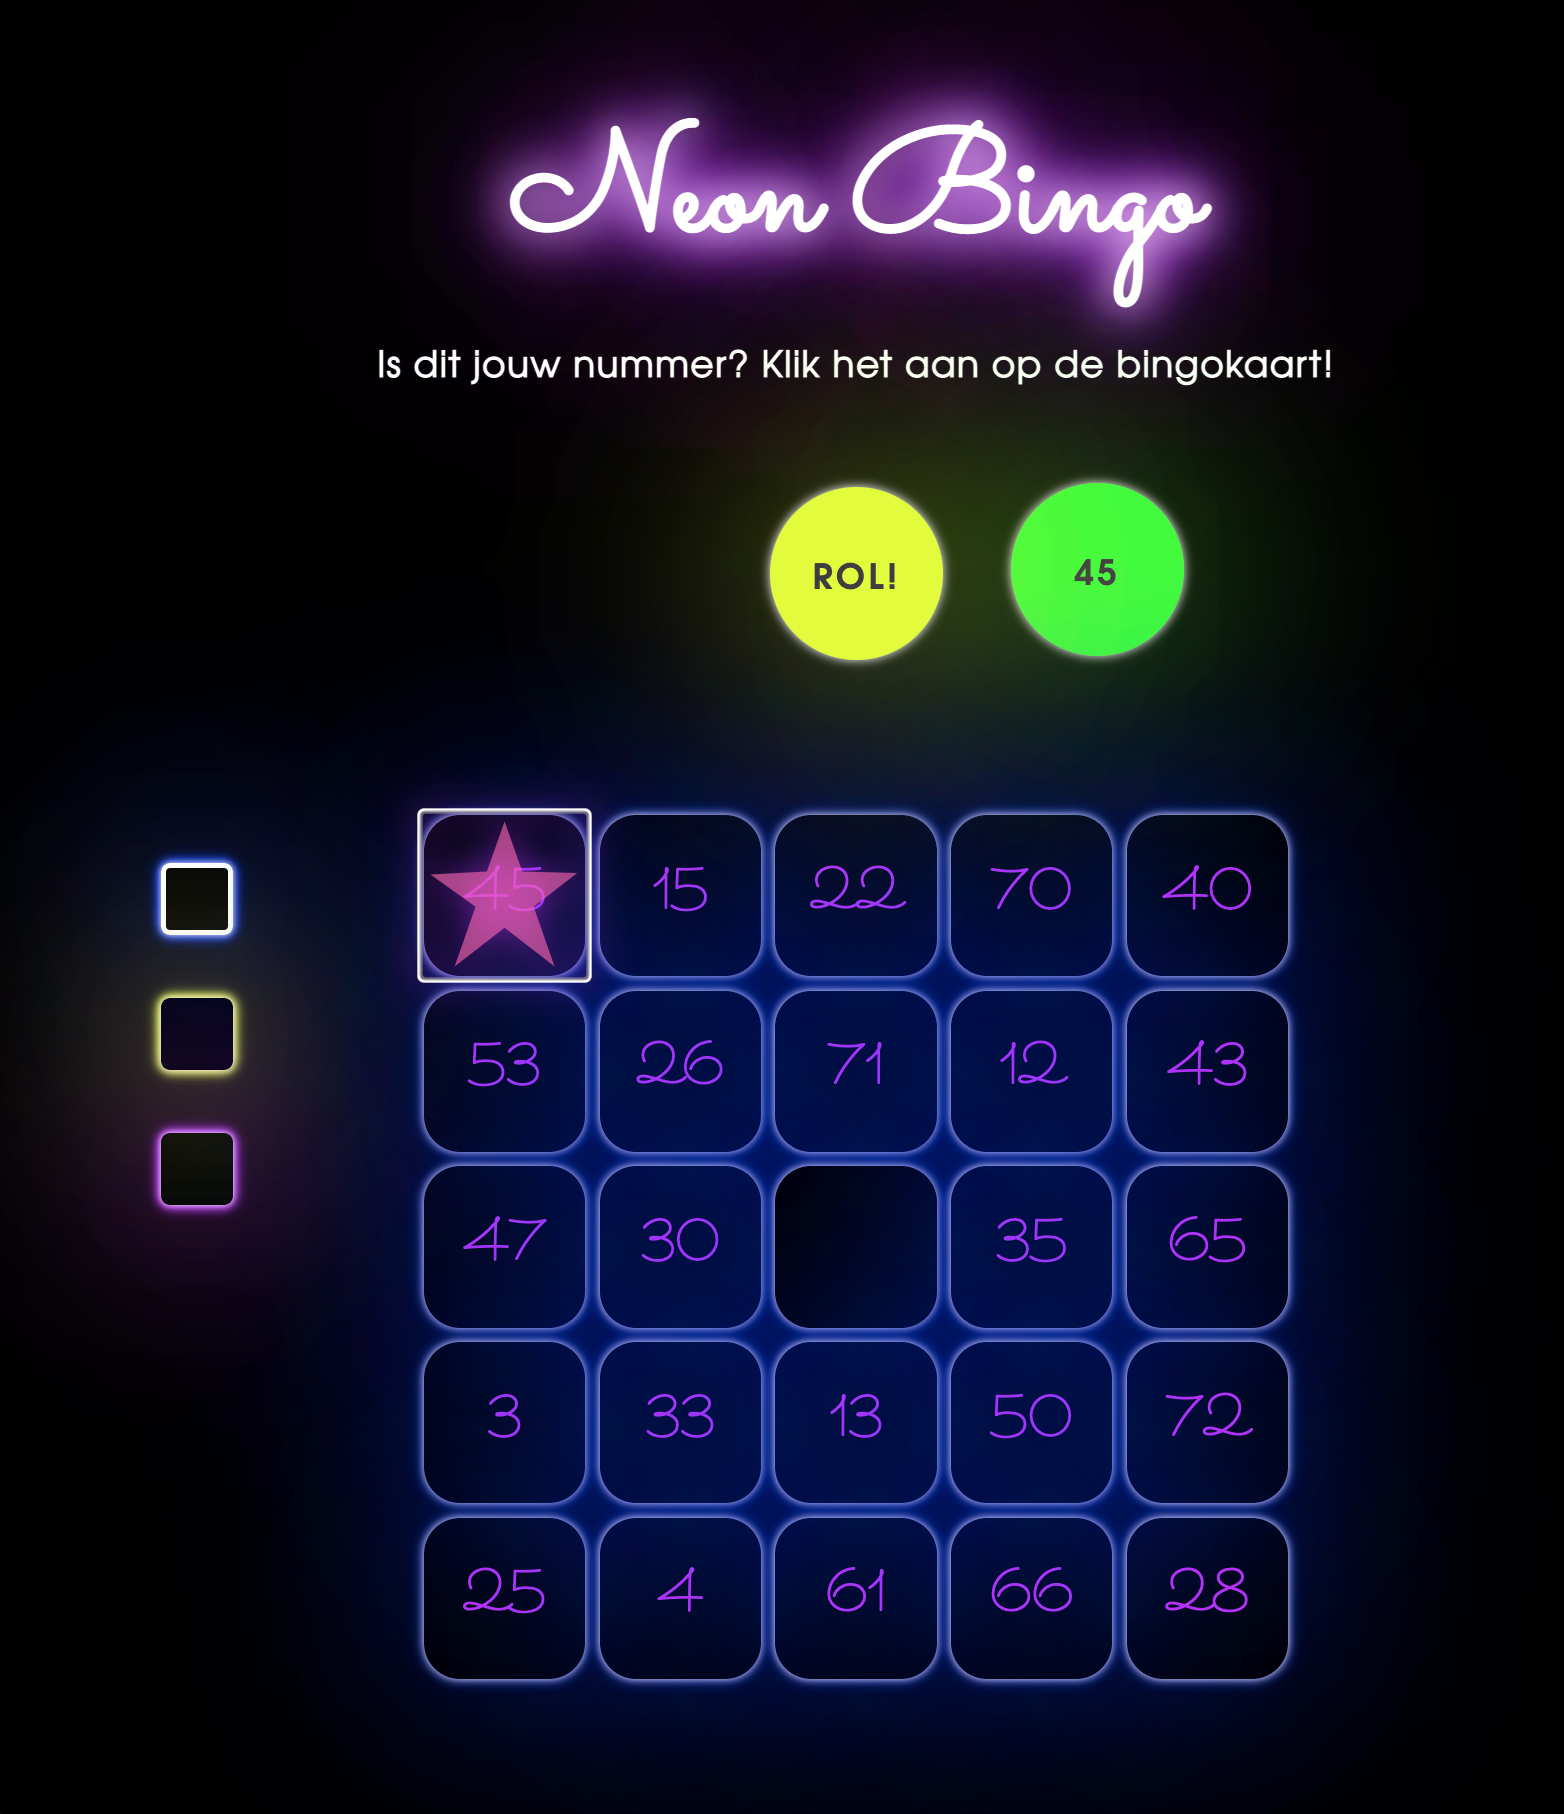 Neon Bingo
Is dit jouw nummer? Klik het aan op de bingokaart!
ROL! 45
45 15 22 70 40
53 26 71 12 43
47 30 35 65
3 33 13 50 72
25 4 61 66 28